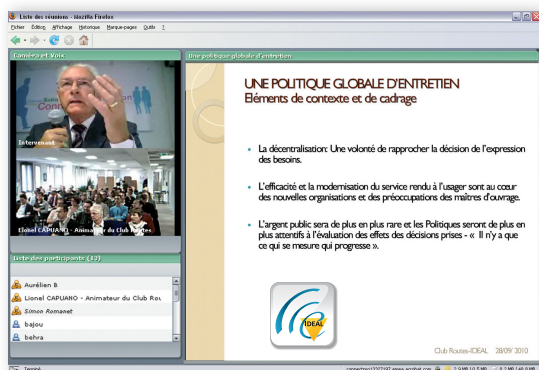 Liste des réunions - Mozilla Firefox
Fichier Édition Affichage Historique Marque-pages Outils ?
Caméra et Voix
Intervenant
Lionel CAPUANO - Animateur du Club Routes
Liste des participants (12)
Aurélien B
Lionel CAPUANO - Animateur du Club Rou
Simon Romanet
bajou
behra
Une politique globale d'entretien
UNE POLITIQUE GLOBALE D'ENTRETIEN
Eléments de contexte et de cadrage
• La décentralisation: Une volonté de rapprocher la décision de l'expression
des besoins.
• L'efficacité et la modernisation du service rendu à l'usager sont au cœur
des nouvelles organisations et des préoccupations des maîtres d'ouvrage.
• L'argent public sera de plus en plus rare et les Politiques seront de plus en
plus attentifs à l'évaluation des effets des décisions prises - « Il n'y a que
ce qui se mesure qui progresse ».
IDEAL
Club Routes-IDEAL 28/09/ 2010
Terminé